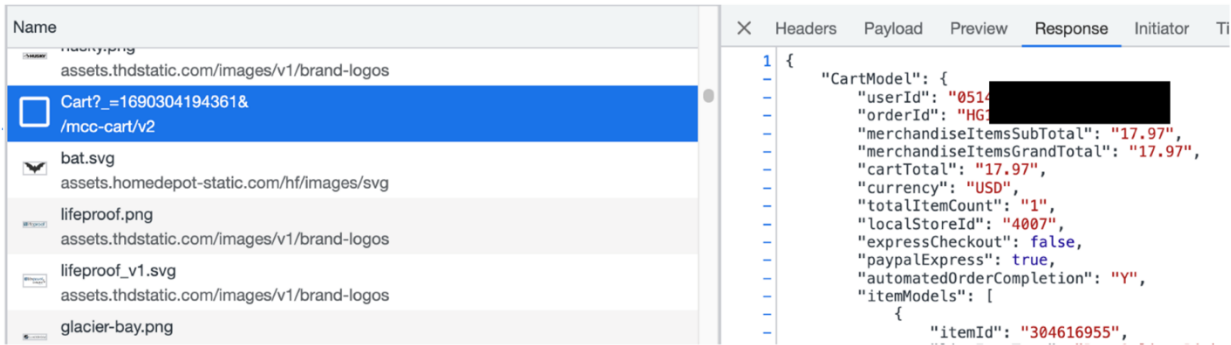 Name
husky.png
assets.thdstatic.com/images/v1/brand-logos
Cart?_=1690304194361&
/mcc-cart/v2
bat.svg
assets.homedepot-static.com/hf/images/svg
lifeproof.png
assets.thdstatic.com/images/v1/brand-logos
lifeproof_v1.svg
assets.thdstatic.com/images/v1/brand-logos
glacier-bay.png
Headers Payload Preview Response Initiator Ti
1 {
"CartModel": {
"userId": "0514
"orderId": "HG1
"merchandiseItemsSubTotal": "17.97",
"merchandiseItemsGrandTotal": "17.97",
"cartTotal": "17.97",
"currency": "USD",
"totalItemCount": "1",
"localStoreId": "4007",
"expressCheckout": false,
"paypalExpress": true,
"automatedOrderCompletion": "Y",
"itemModels": [
{
"itemId": "304616955",